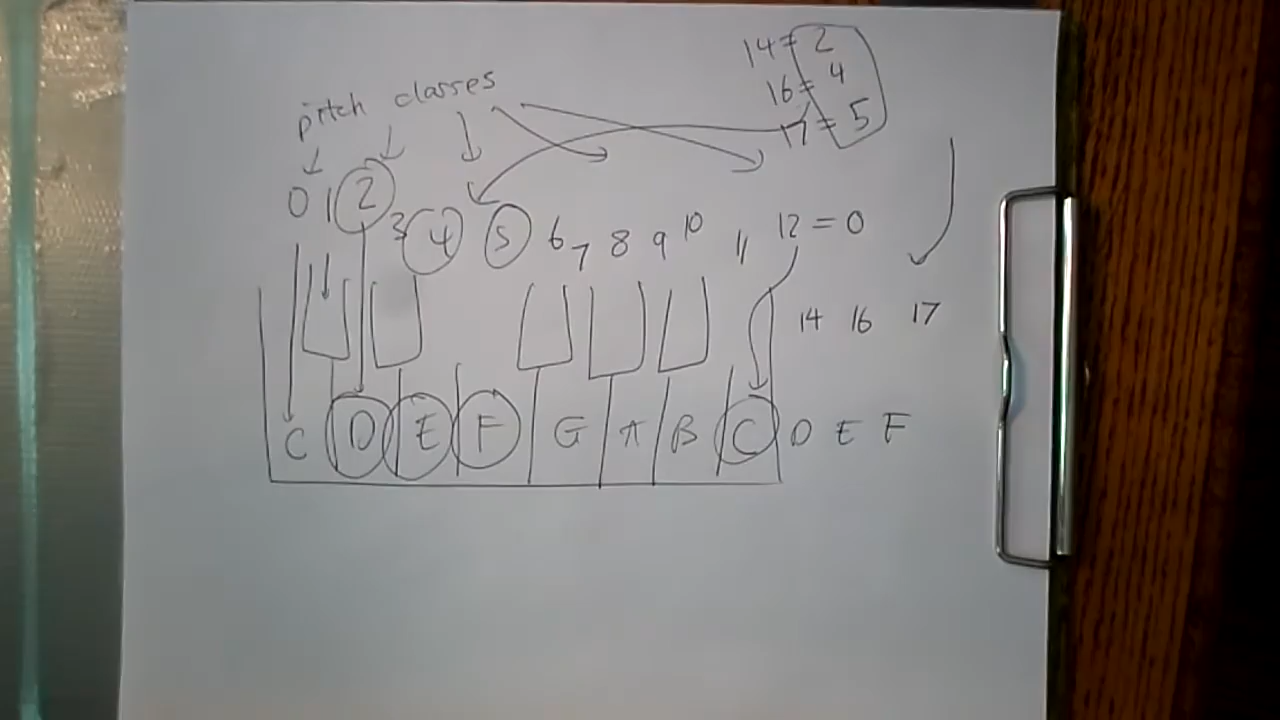 14 = 2
16 = 4
17 = 5
pitch classes
0 1 2 3 4 5 6 7 8 9 10 11 12 = 0
14 16 17
C D E F G A B C D E F